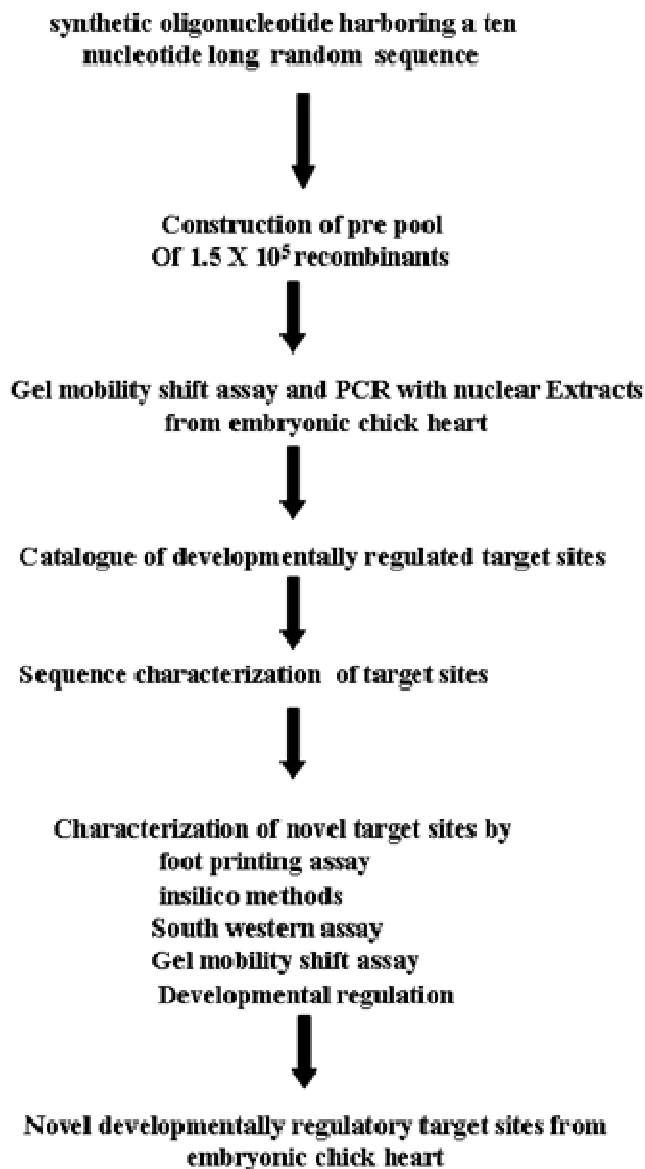 synthetic oligonucleotide harboring a ten
nucleotide long random sequence
Construction of pre pool
Of 1.5 X 10⁵ recombinants
Gel mobility shift assay and PCR with nuclear Extracts
from embryonic chick heart
Catalogue of developmentally regulated target sites
Sequence characterization of target sites
Characterization of novel target sites by
foot printing assay
insilico methods
South western assay
Gel mobility shift assay
Developmental regulation
Novel developmentally regulatory target sites from
embryonic chick heart